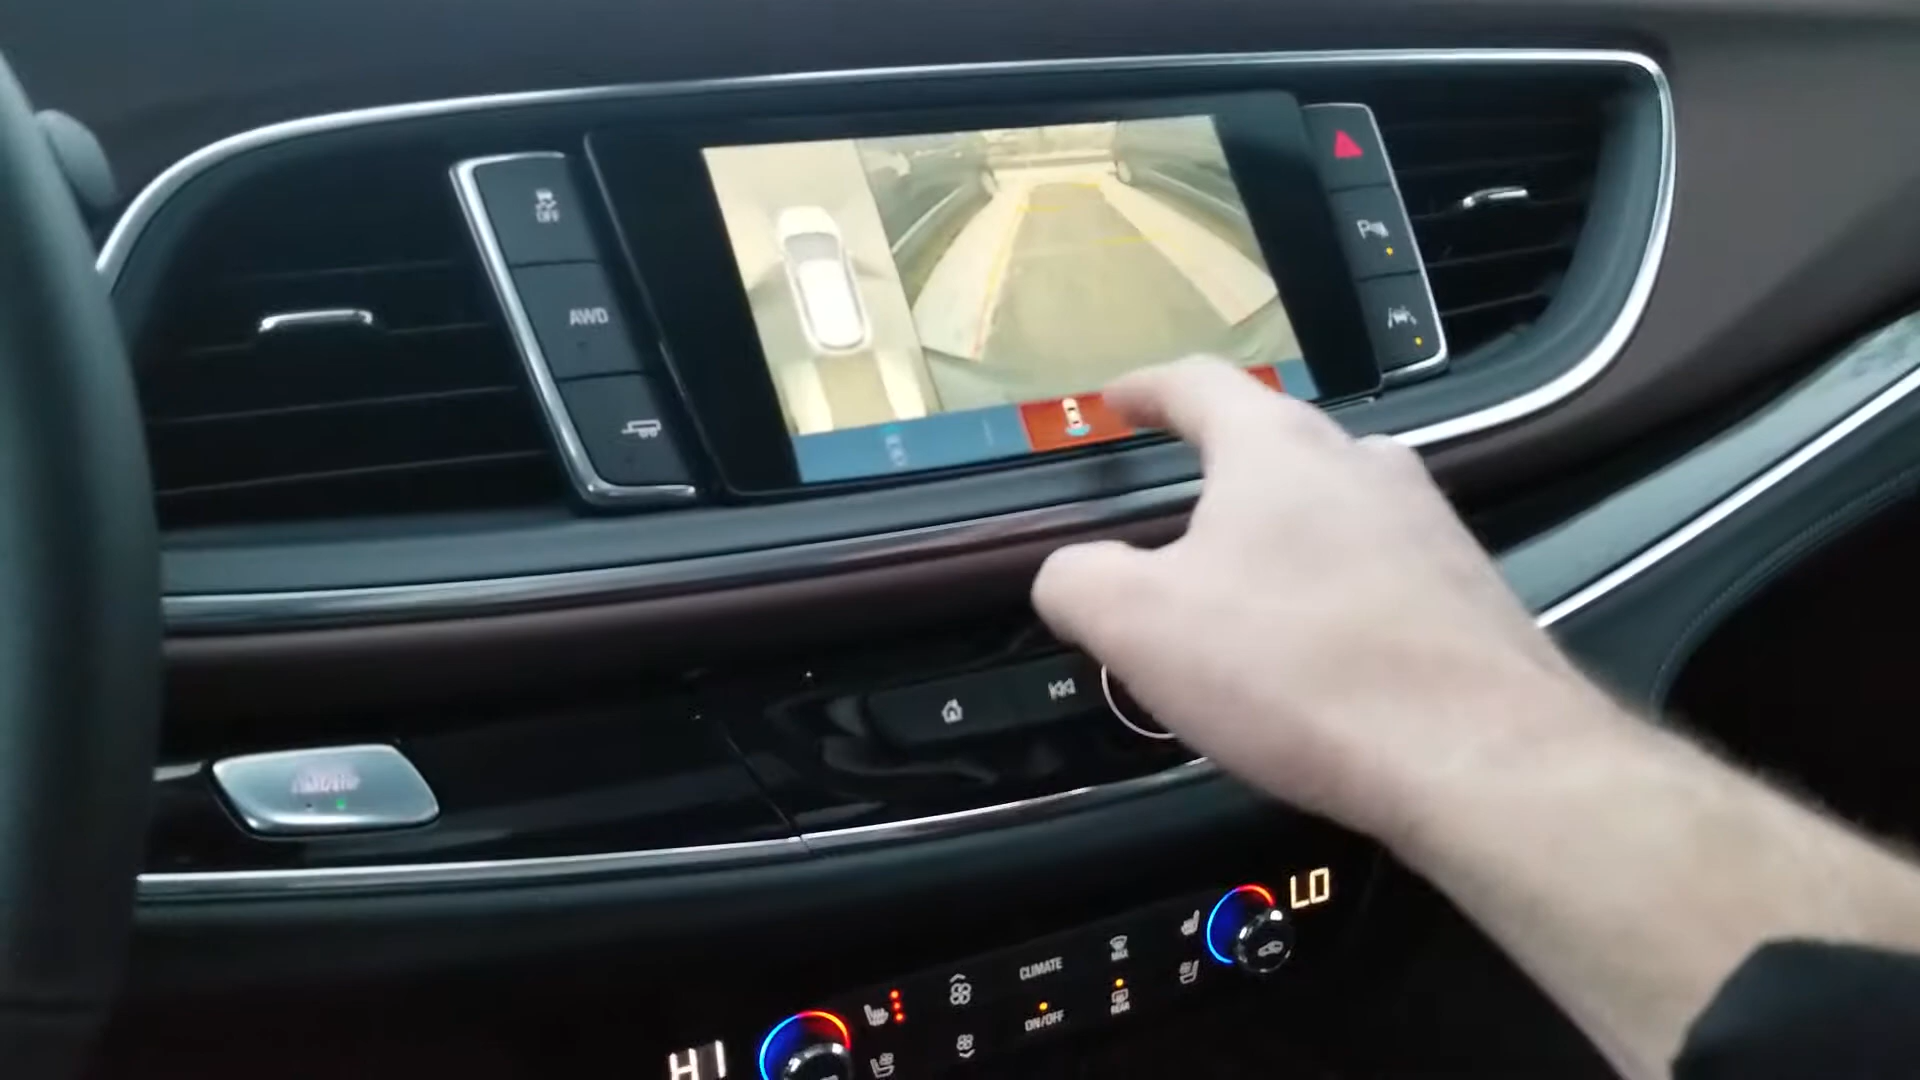 OFF
AWD
P
LO
MAX
CLIMATE
REAR
ON/OFF
HI